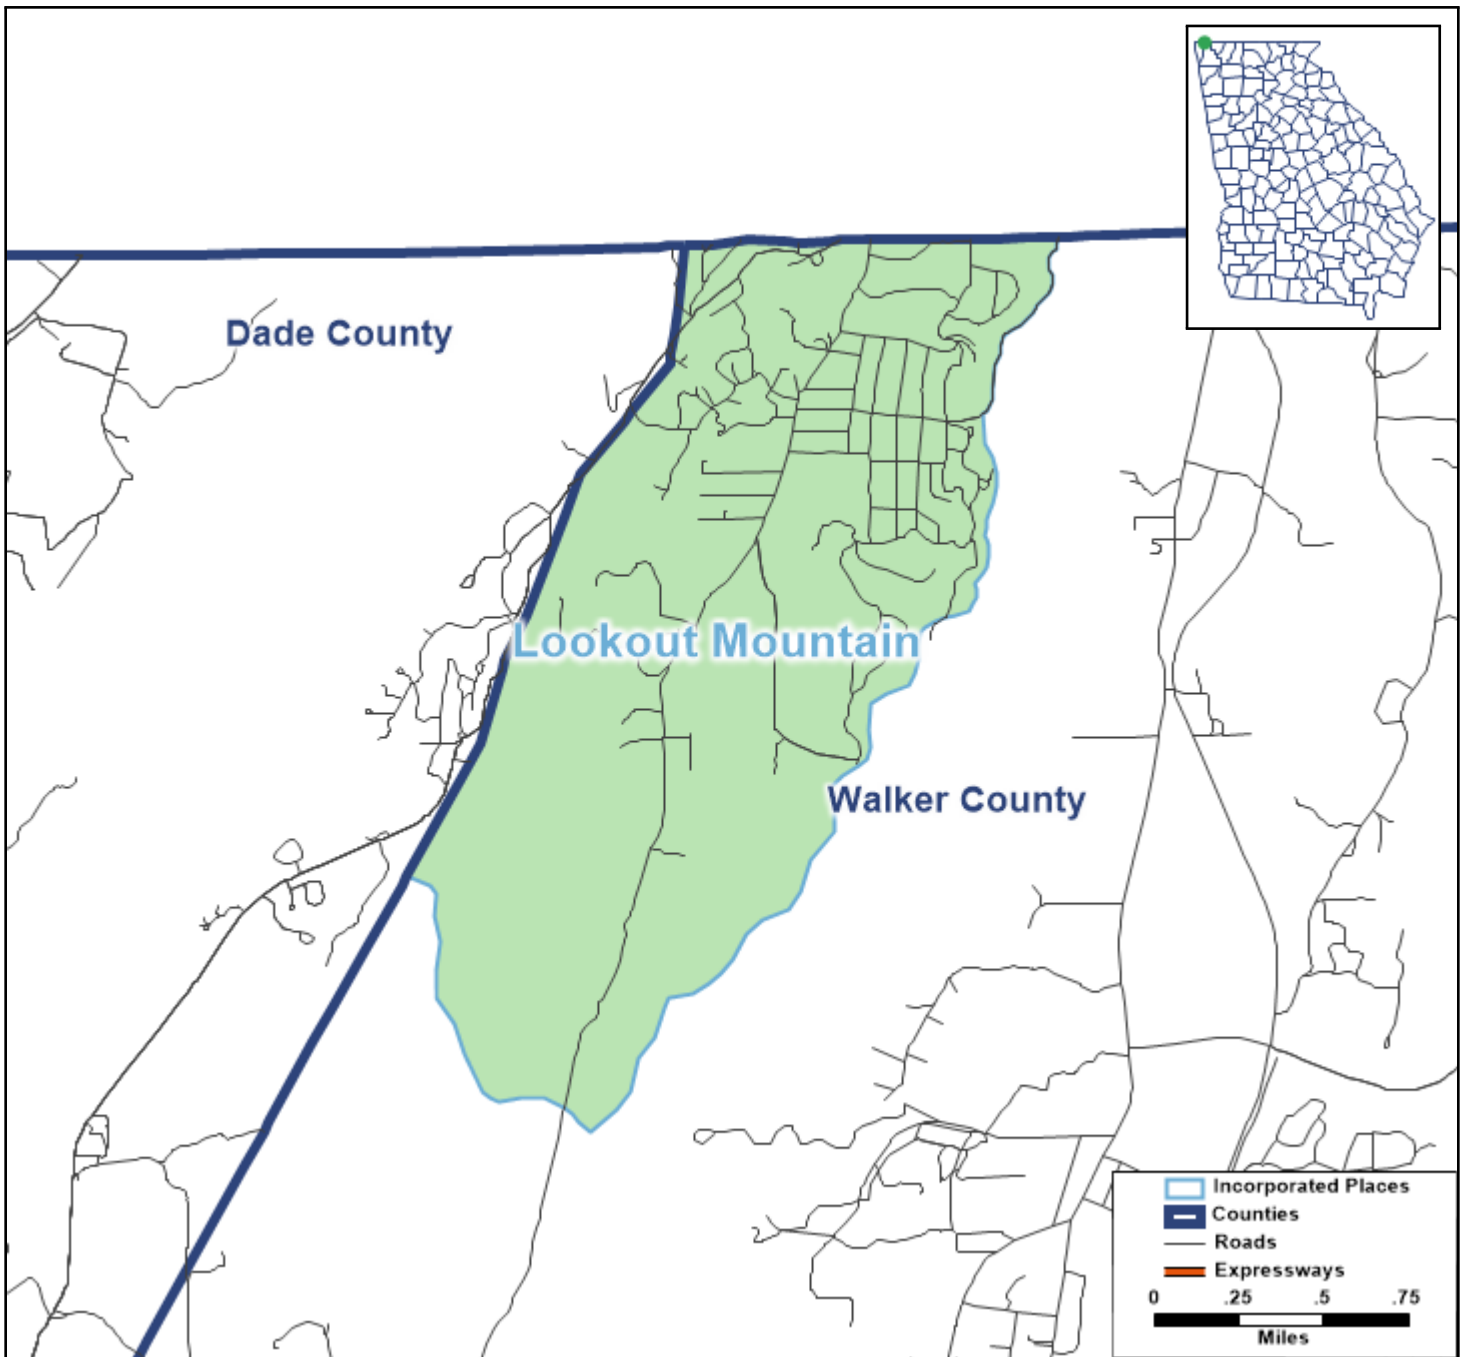 Dade County
Lookout Mountain
Walker County
Incorporated Places
Counties
Roads
Expressways
0 .25 .5 .75
Miles